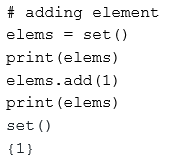 # adding element
elems = set()
print(elems)
elems.add(1)
print(elems)
set()
{1}